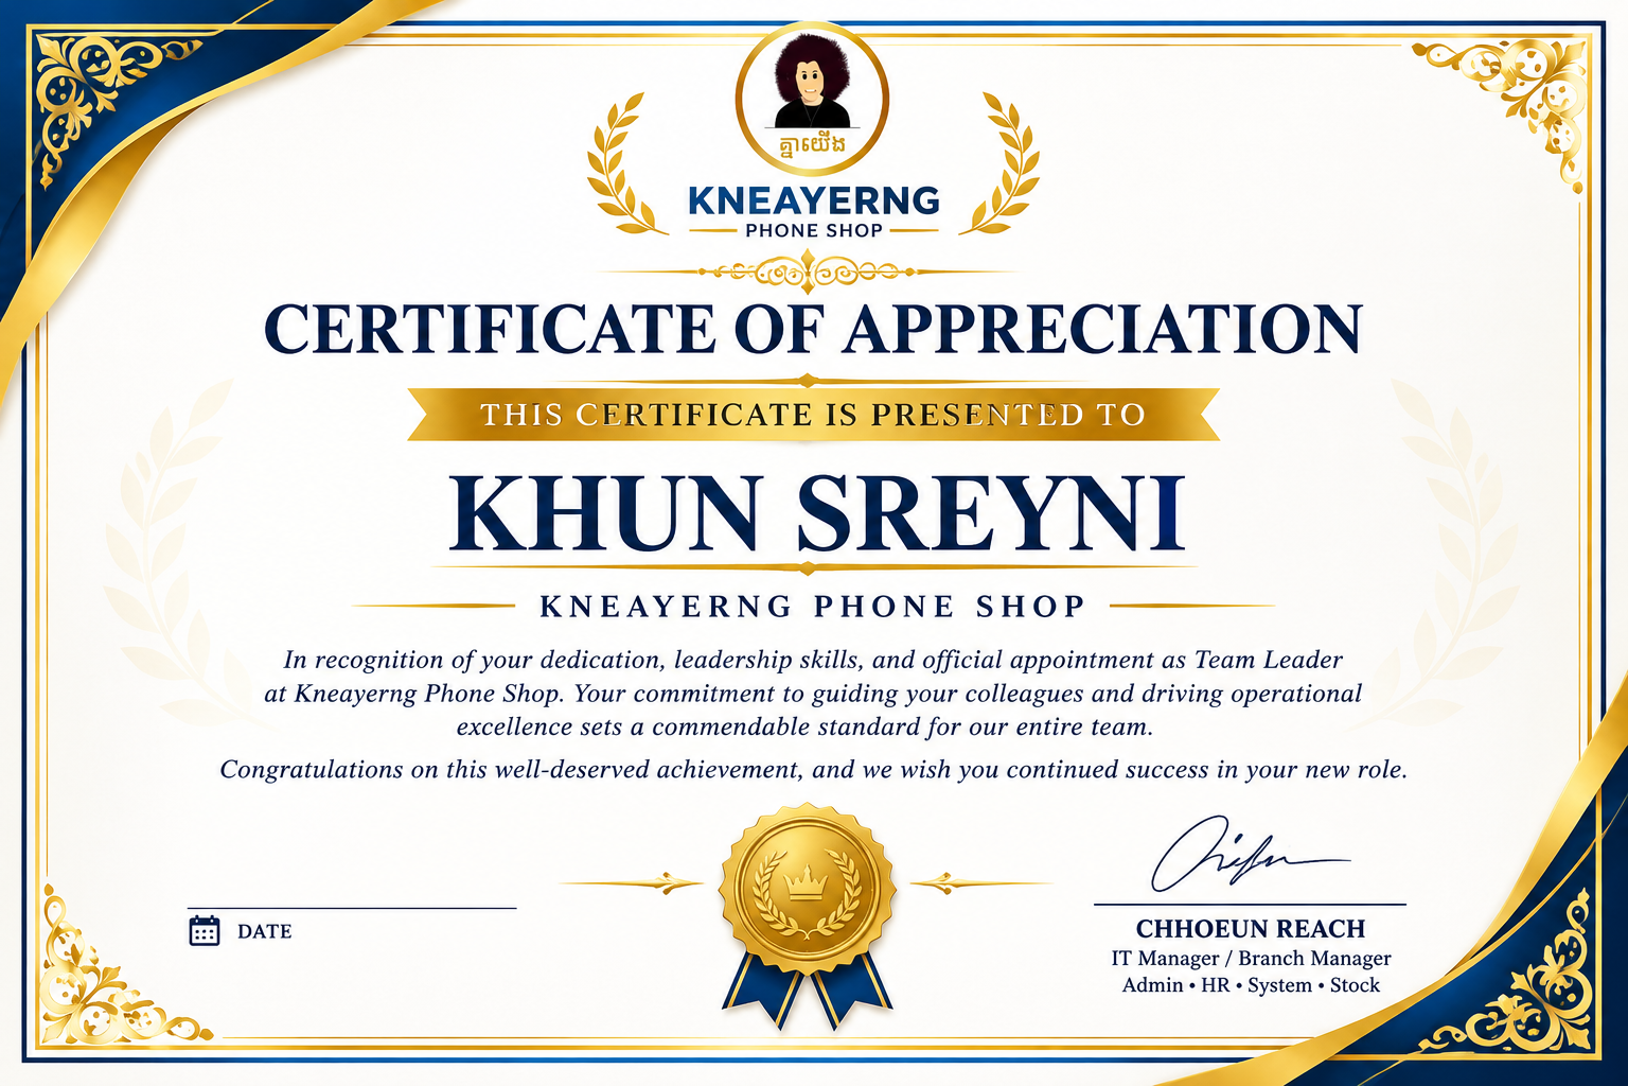 គ្នាយើង
KNEAYERNG
PHONE SHOP
CERTIFICATE OF APPRECIATION
THIS CERTIFICATE IS PRESENTED TO
KHUN SREYNI
KNEAYERNG PHONE SHOP
In recognition of your dedication, leadership skills, and official appointment as Team Leader
at Kneayerng Phone Shop. Your commitment to guiding your colleagues and driving operational
excellence sets a commendable standard for our entire team.
Congratulations on this well-deserved achievement, and we wish you continued success in your new role.
DATE
CHHOEUN REACH
IT Manager / Branch Manager
Admin • HR • System • Stock